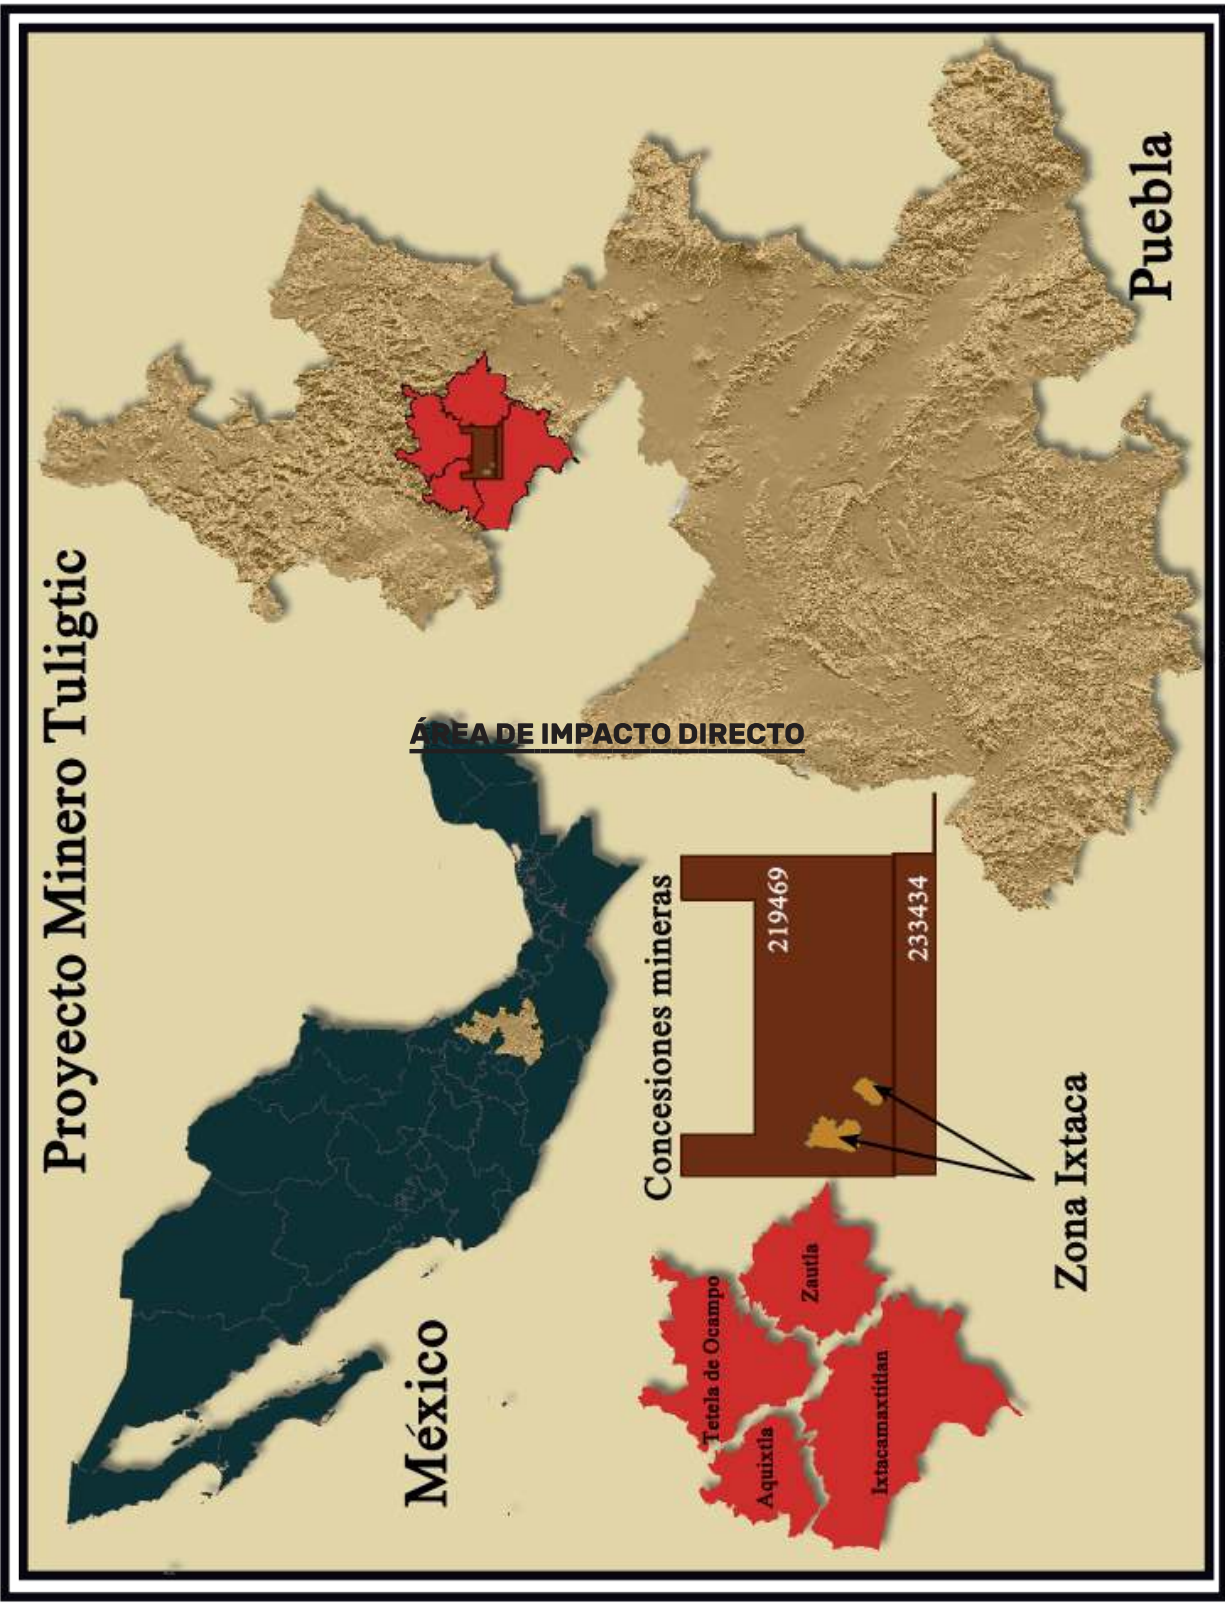 Proyecto Minero Tuligtic
México
Puebla
ÁREA DE IMPACTO DIRECTO
Concesiones mineras
219469
233434
Zona Ixtaca
Tetela de Ocampo
Zautla
Aquixtla
Ixtacamaxtitlan